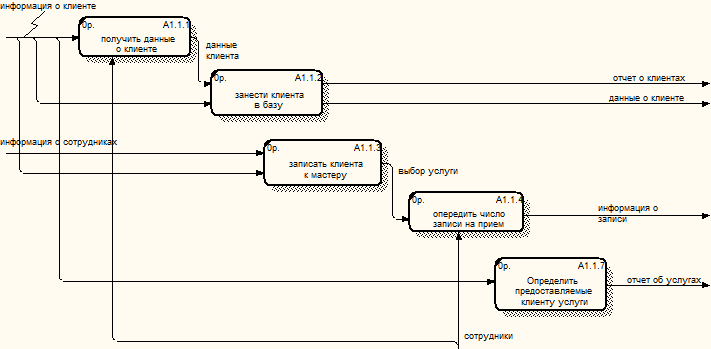 информация о клиенте
0р. A1.1.1
получить данные
о клиенте
данные
клиента
0р. A1.1.2
занести клиента
в базу
отчет о клиентах
данные о клиенте
информация о сотрудниках
0р. A1.1.3
записать клиента
к мастеру
выбор услуги
0р. A1.1.4
опередить число
записи на прием
информация о
записи
0р. A1.1.7
Определить
предоставляемые
клиенту услуги
отчет об услугах
сотрудники